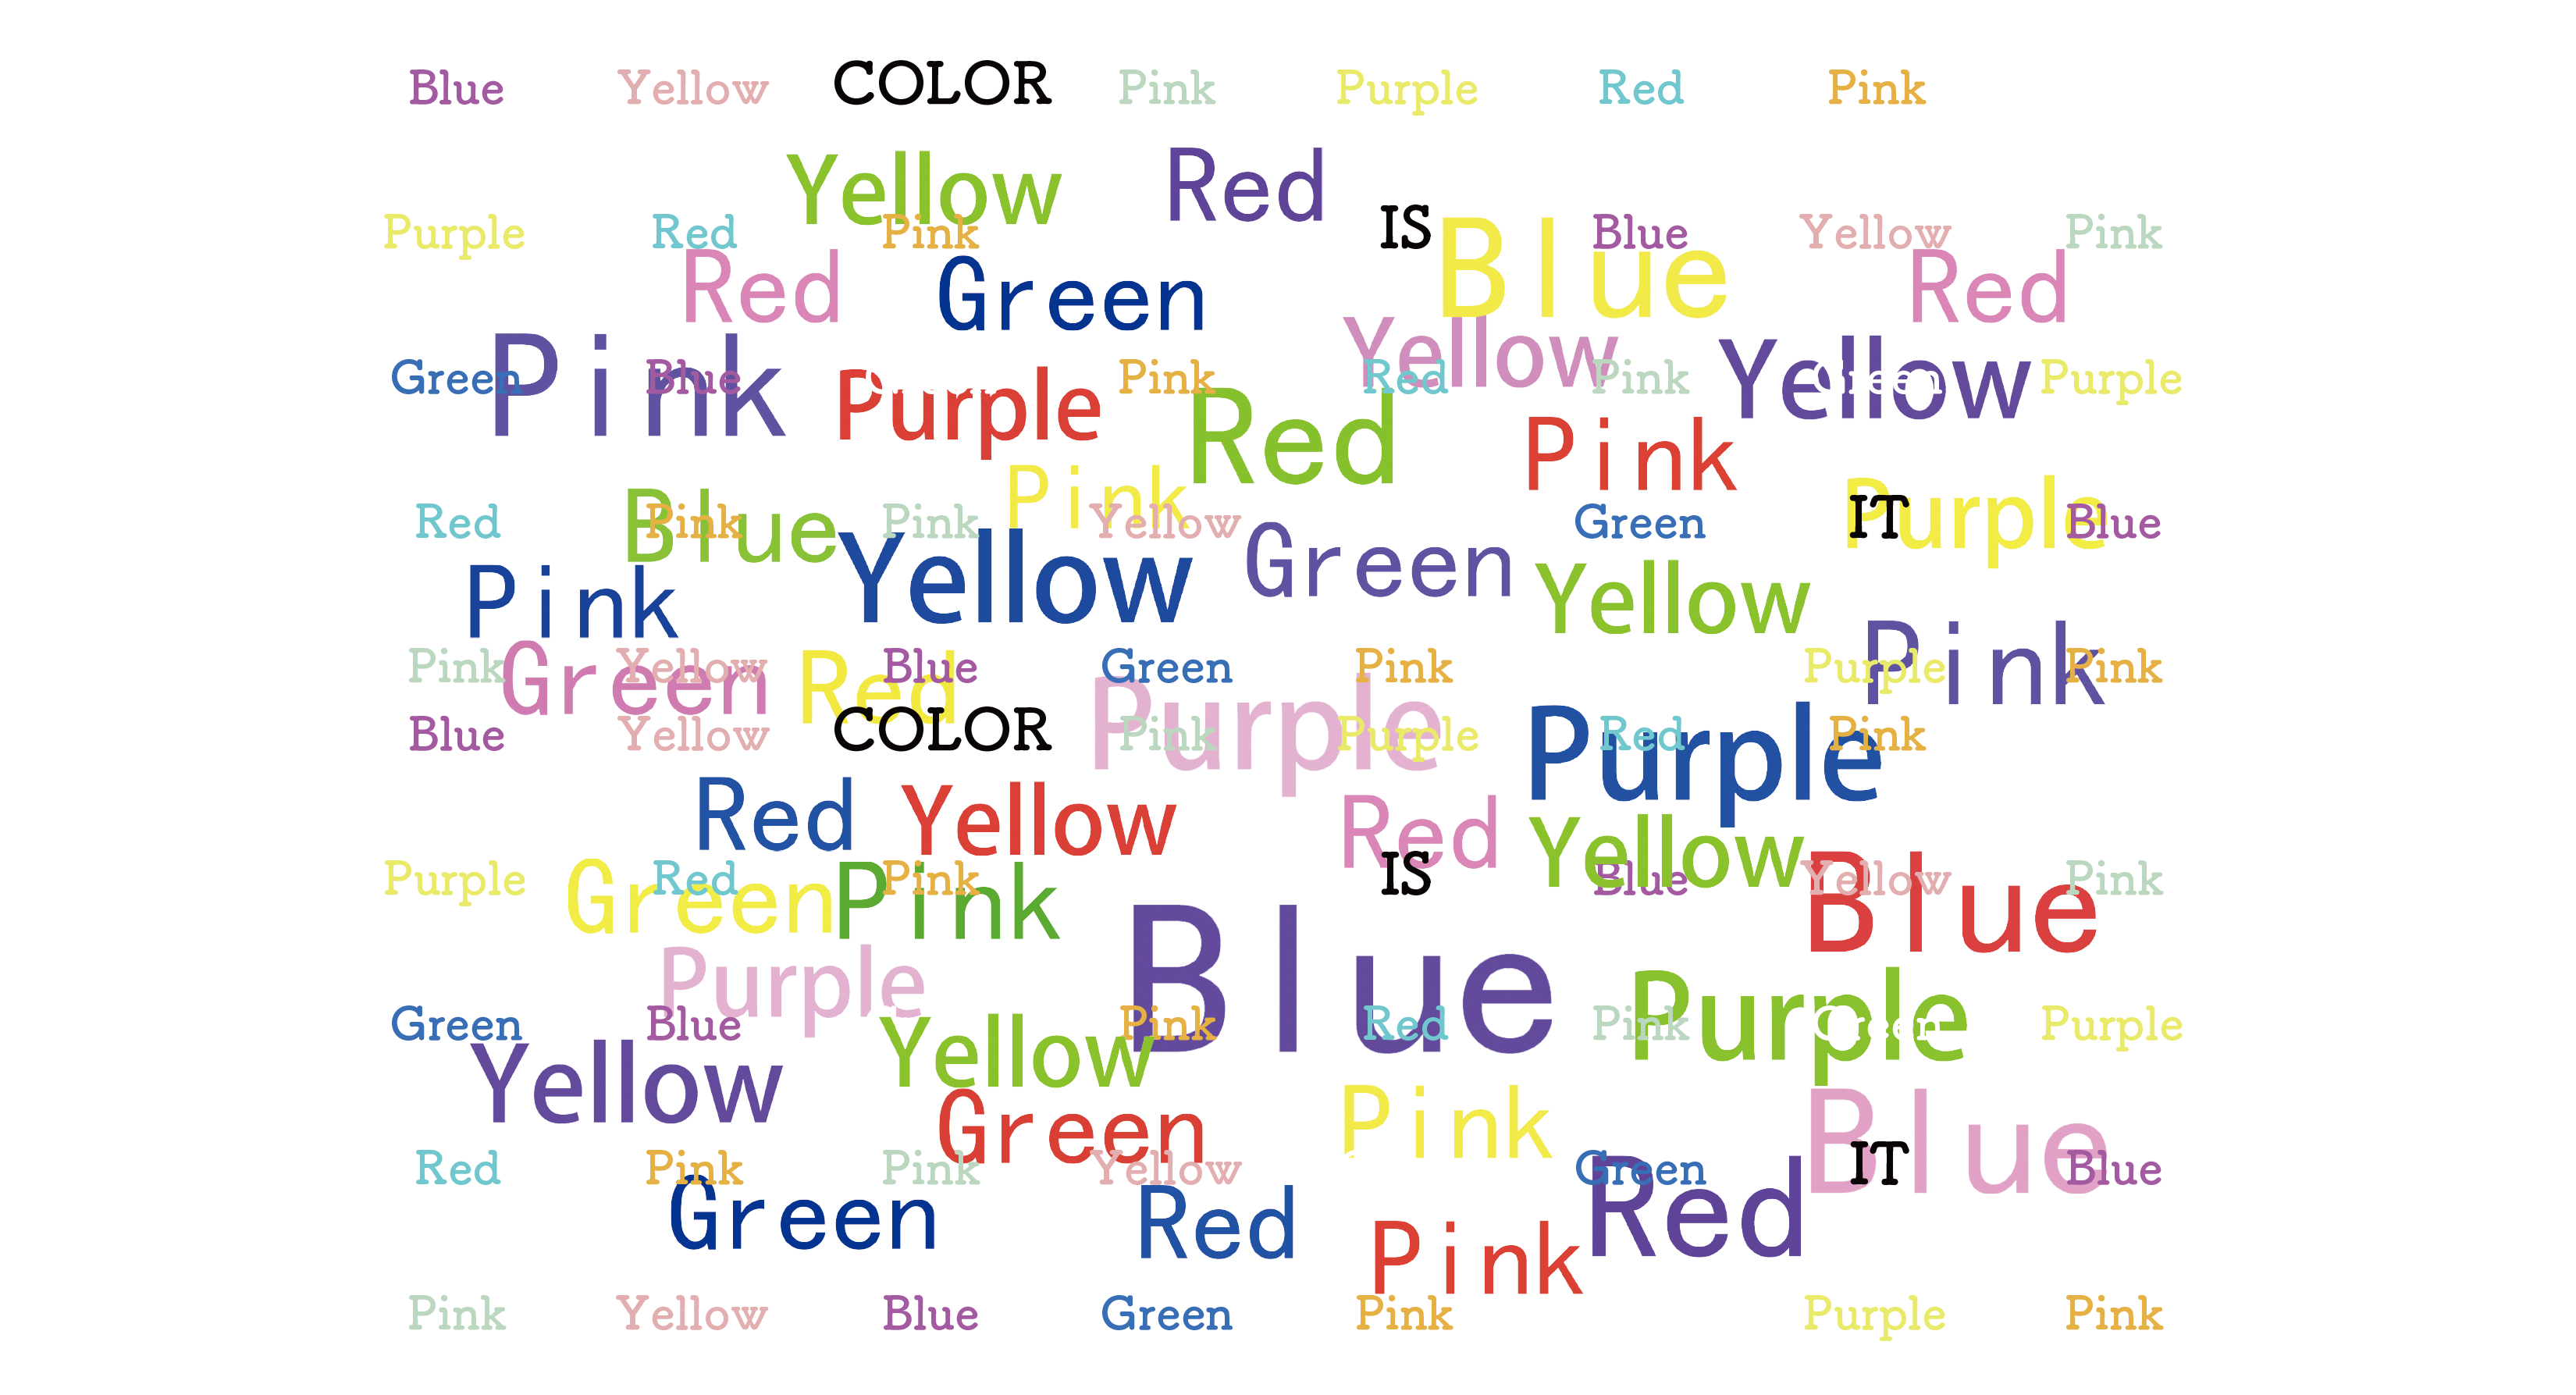 Blue Yellow COLOR Pink Purple Red Pink
Yellow Red
Purple Red Pink IS Blue Blue Yellow Pink
Red Green Red
Green Pink Blue Purple Green Pink Yellow Red Pink Yellow Green Purple
Red Pink
Red Blue Pink Pink Pink Yellow Green Purple IT Blue
Pink Yellow Green Yellow
Pink Green Yellow Red Blue Green Pink Purple Pink Pink
Blue Yellow COLOR Purple Pink Purple Purple Red Pink
Red Yellow Red Yellow
Purple Green Red Pink Pink IS Blue Yellow Blue Pink
Purple Blue
Green Blue Yellow Pink Red Pink Purple Green Purple
Yellow Green Pink Blue
Red Pink Pink Yellow Green IT Blue
Green Red Pink Red
Pink Yellow Blue Green Pink Purple Pink